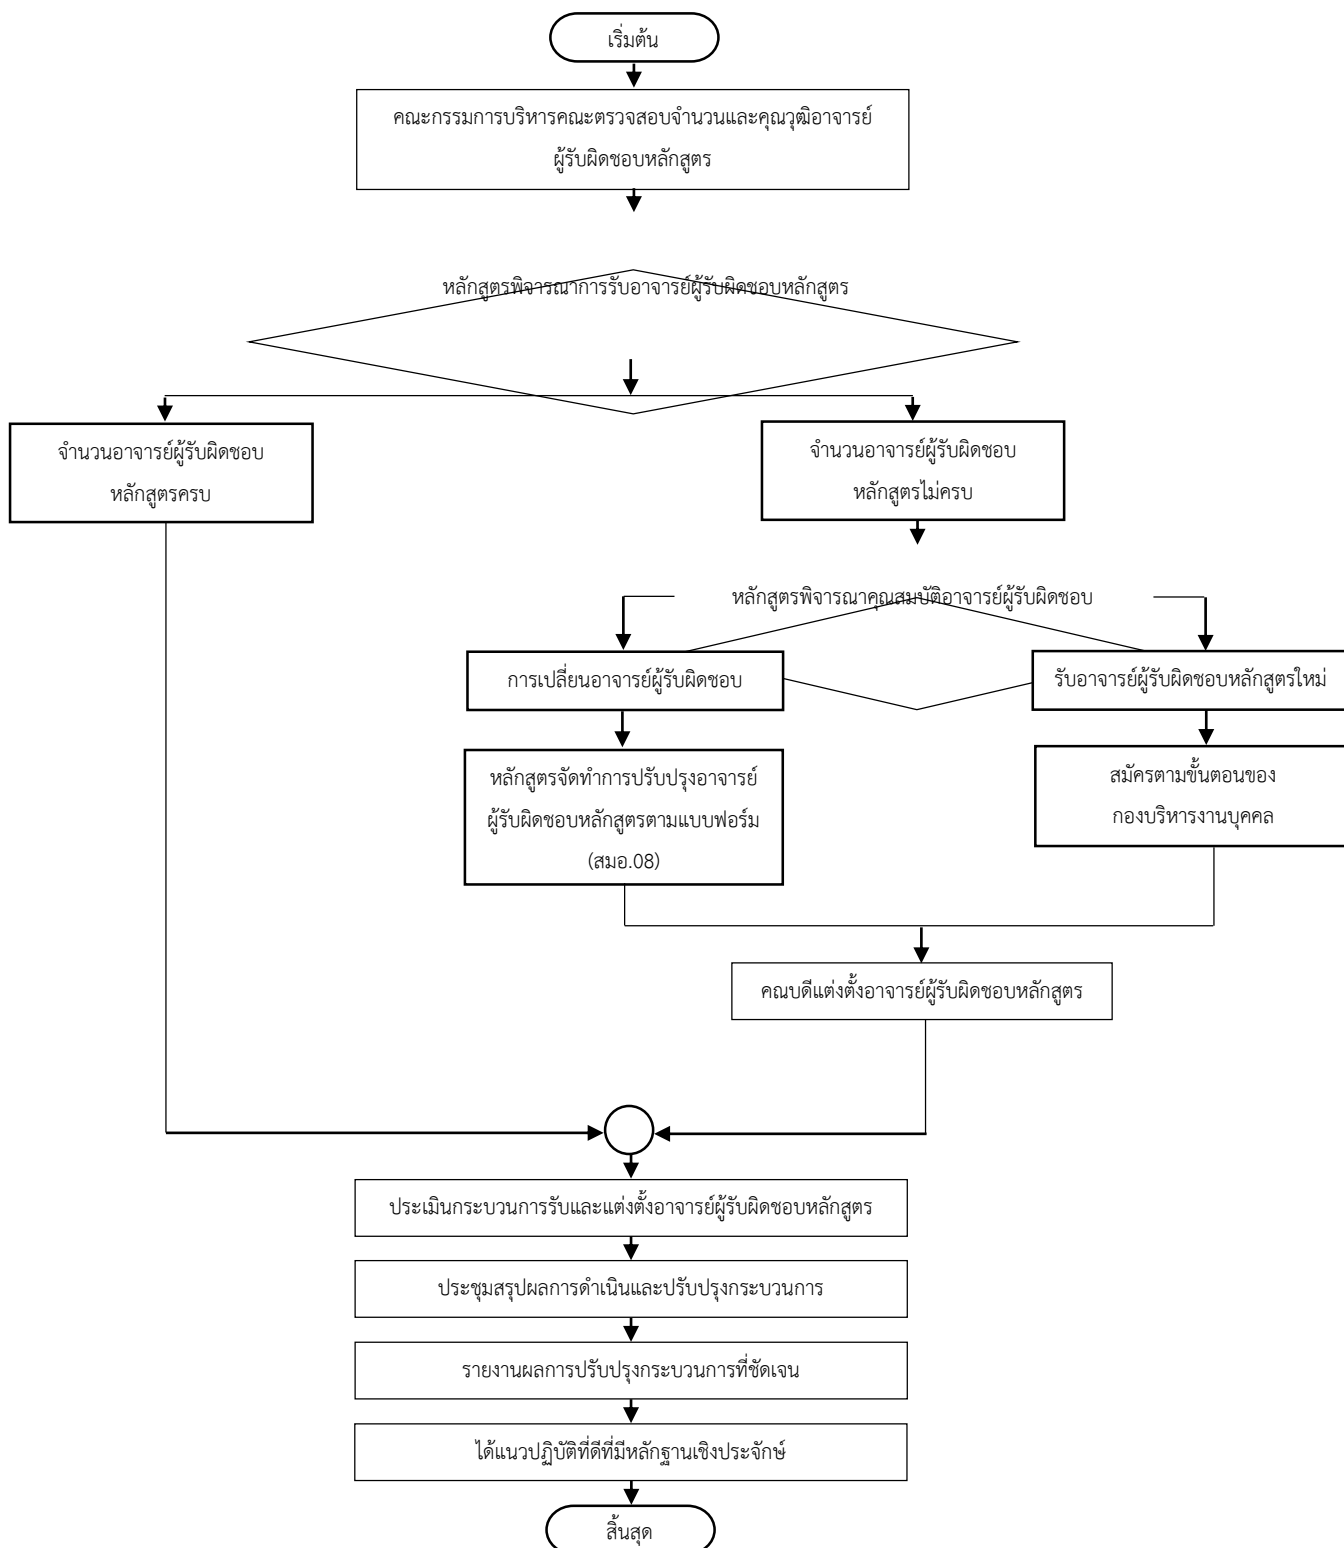 เริ่มต้น
คณะกรรมการบริหารคณะตรวจสอบจำนวนและคุณวุฒิอาจารย์
ผู้รับผิดชอบหลักสูตร
หลักสูตรพิจารณาการรับอาจารย์ผู้รับผิดชอบหลักสูตร
จำนวนอาจารย์ผู้รับผิดชอบ
หลักสูตรครบ
จำนวนอาจารย์ผู้รับผิดชอบ
หลักสูตรไม่ครบ
หลักสูตรพิจารณาคุณสมบัติอาจารย์ผู้รับผิดชอบ
การเปลี่ยนอาจารย์ผู้รับผิดชอบ
รับอาจารย์ผู้รับผิดชอบหลักสูตรใหม่
หลักสูตรจัดทำการปรับปรุงอาจารย์
ผู้รับผิดชอบหลักสูตรตามแบบฟอร์ม
(สมอ.08)
สมัครตามขั้นตอนของ
กองบริหารงานบุคคล
คณบดีแต่งตั้งอาจารย์ผู้รับผิดชอบหลักสูตร
ประเมินกระบวนการรับและแต่งตั้งอาจารย์ผู้รับผิดชอบหลักสูตร
ประชุมสรุปผลการดำเนินและปรับปรุงกระบวนการ
รายงานผลการปรับปรุงกระบวนการที่ชัดเจน
ได้แนวปฏิบัติที่ดีที่มีหลักฐานเชิงประจักษ์
สิ้นสุด